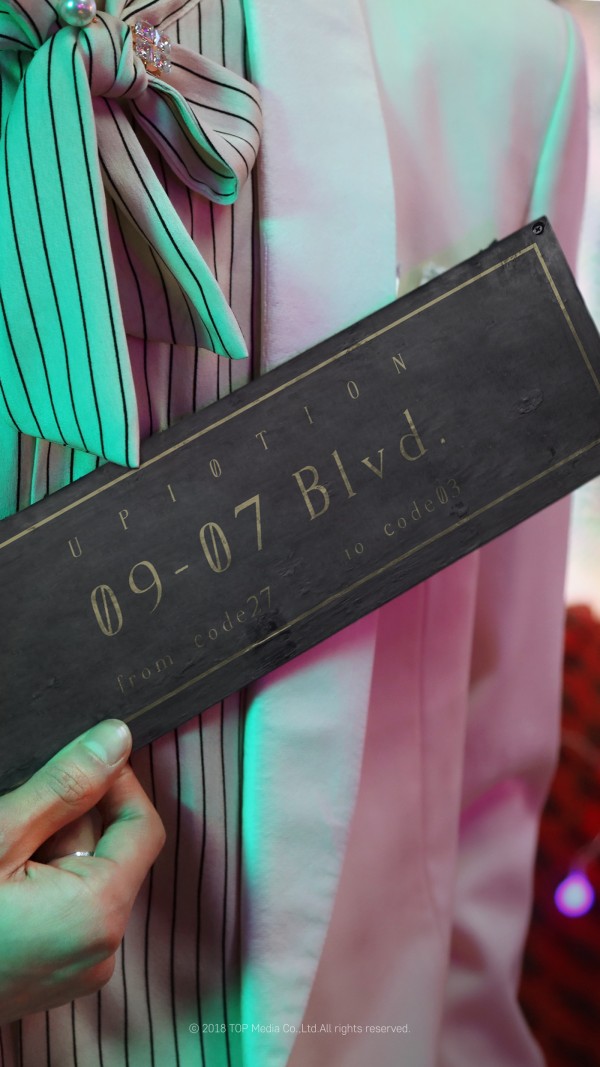 UP10TION
09-07 Blvd.
from code27 to code03
© 2018 TOP Media Co.,Ltd.All rights reserved.